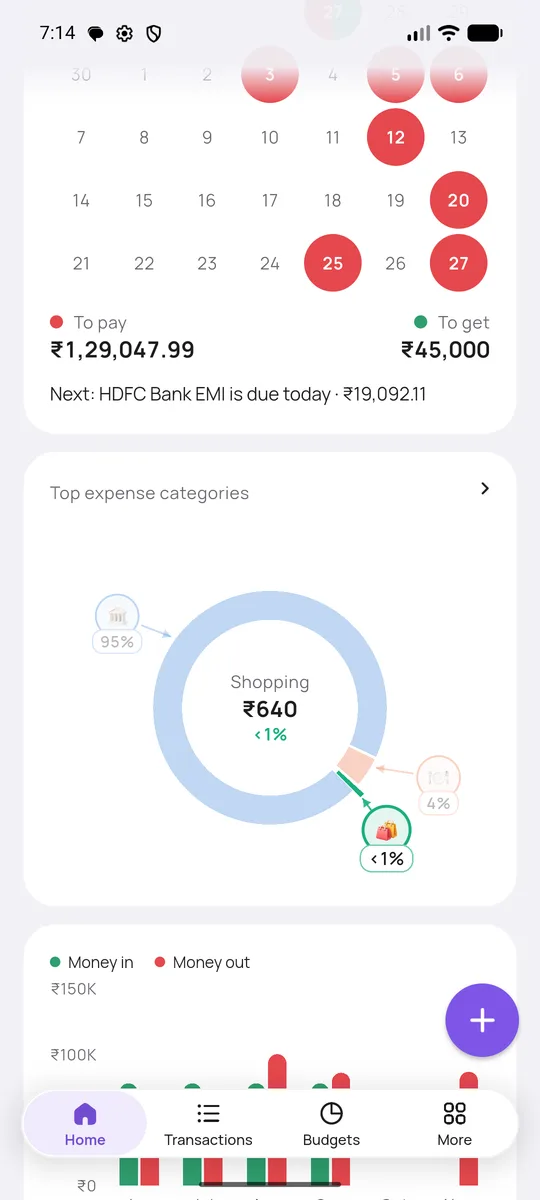 7:14
27 28 29
30 1 2 3 4 5 6
7 8 9 10 11 12 13
14 15 16 17 18 19 20
21 22 23 24 25 26 27
To pay To get
₹1,29,047.99 ₹45,000
Next: HDFC Bank EMI is due today · ₹19,092.11
Top expense categories
95%
Shopping
₹640
<1%
4%
<1%
Money in Money out
₹150K
₹100K
Home Transactions Budgets More
₹0